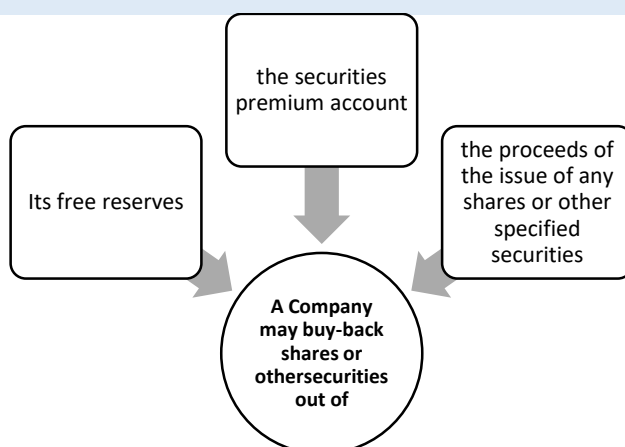 the securities
premium account
Its free reserves
the proceeds of
the issue of any
shares or other
specified
securities
A Company
may buy-back
shares or
othersecurities
out of